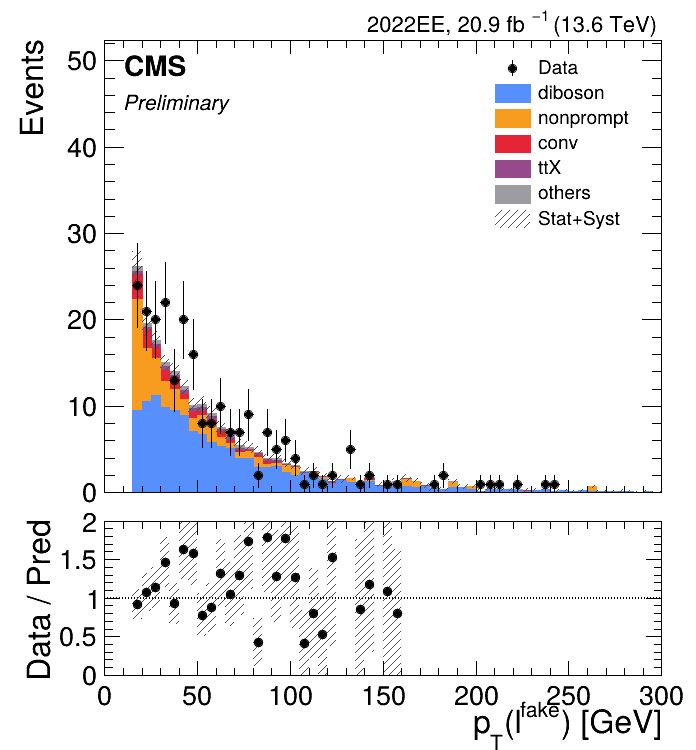 2022EE, 20.9 fb⁻¹ (13.6 TeV)
CMS
Preliminary
Events
50
40
30
20
10
0
Data
diboson
nonprompt
conv
ttX
others
Stat+Syst
Data / Pred
2
1.5
1
0.5
0
0 50 100 150 200 250 300
p_T(l^fake) [GeV]